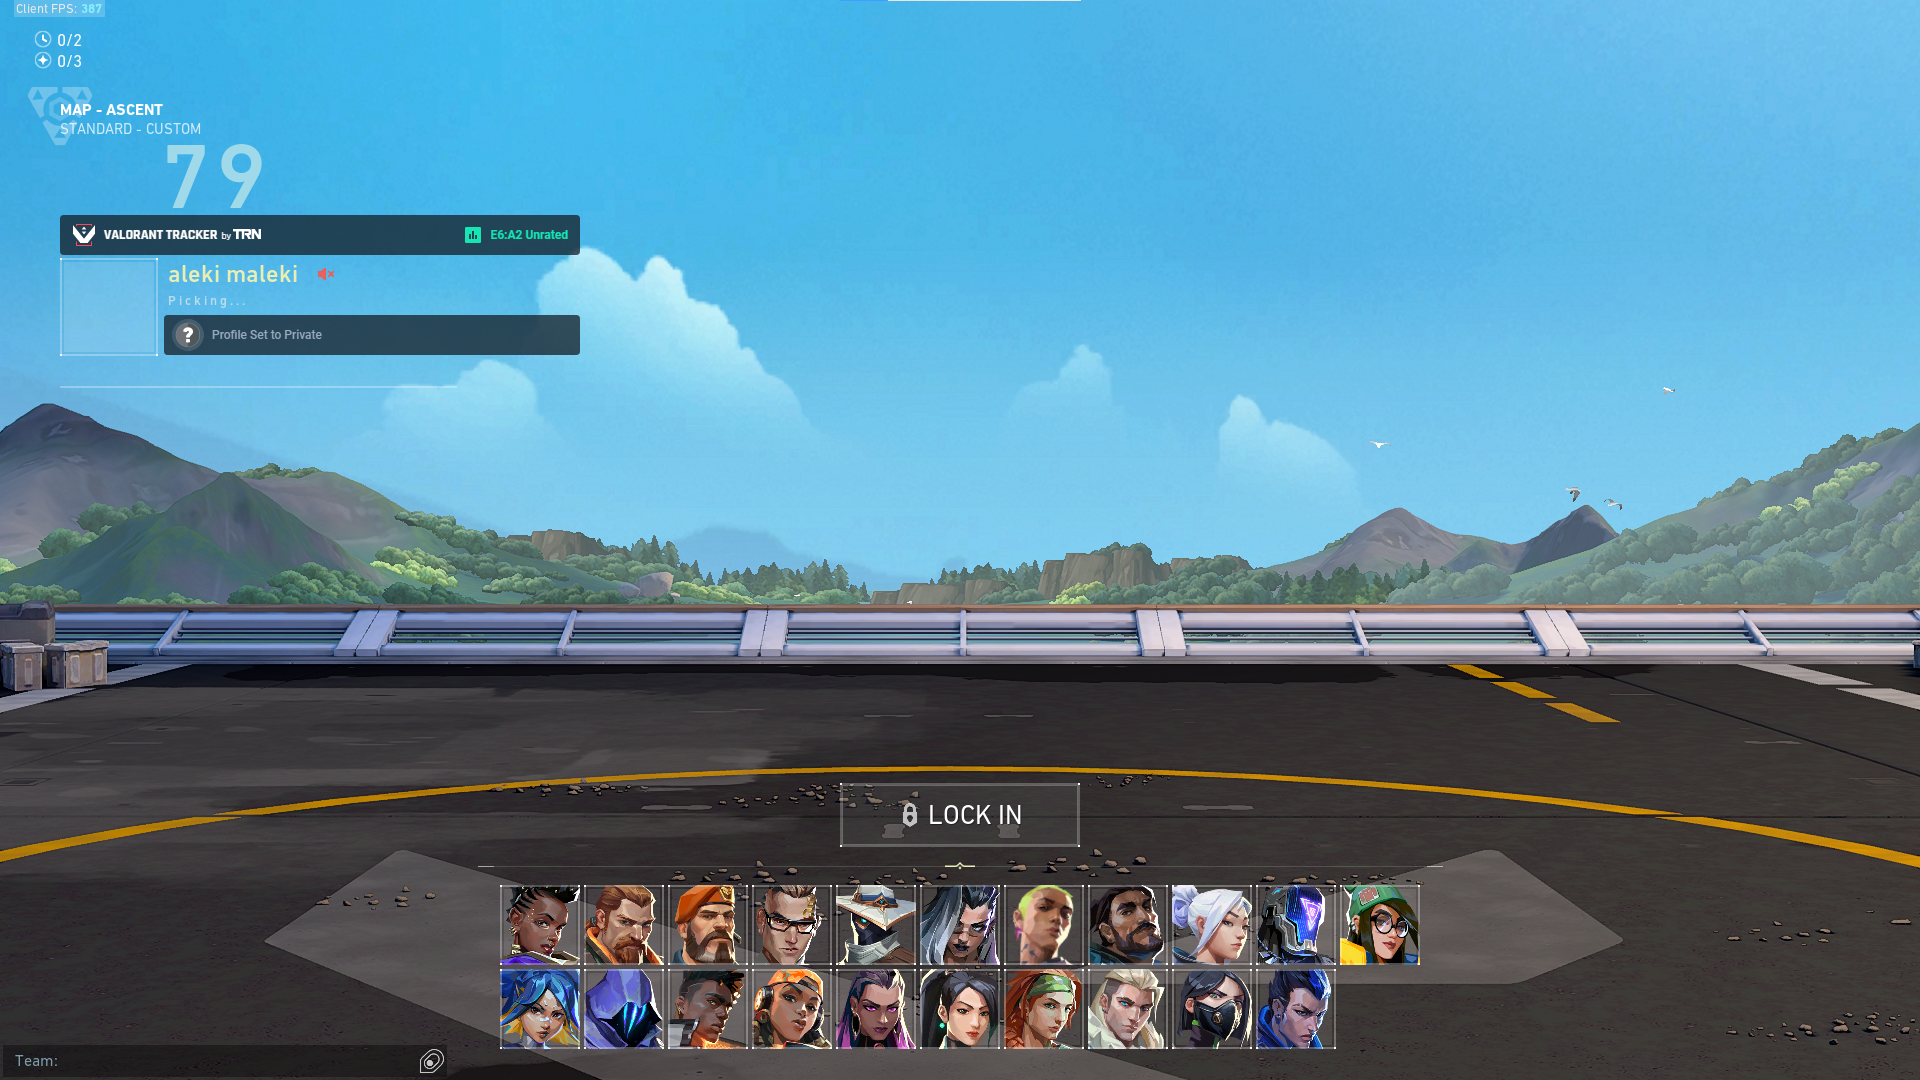 Client FPS: 387
0/2
0/3
MAP - ASCENT
STANDARD - CUSTOM
79
VALORANT TRACKER by TRN
E6:A2 Unrated
aleki maleki
Picking...
? Profile Set to Private
LOCK IN
Team: